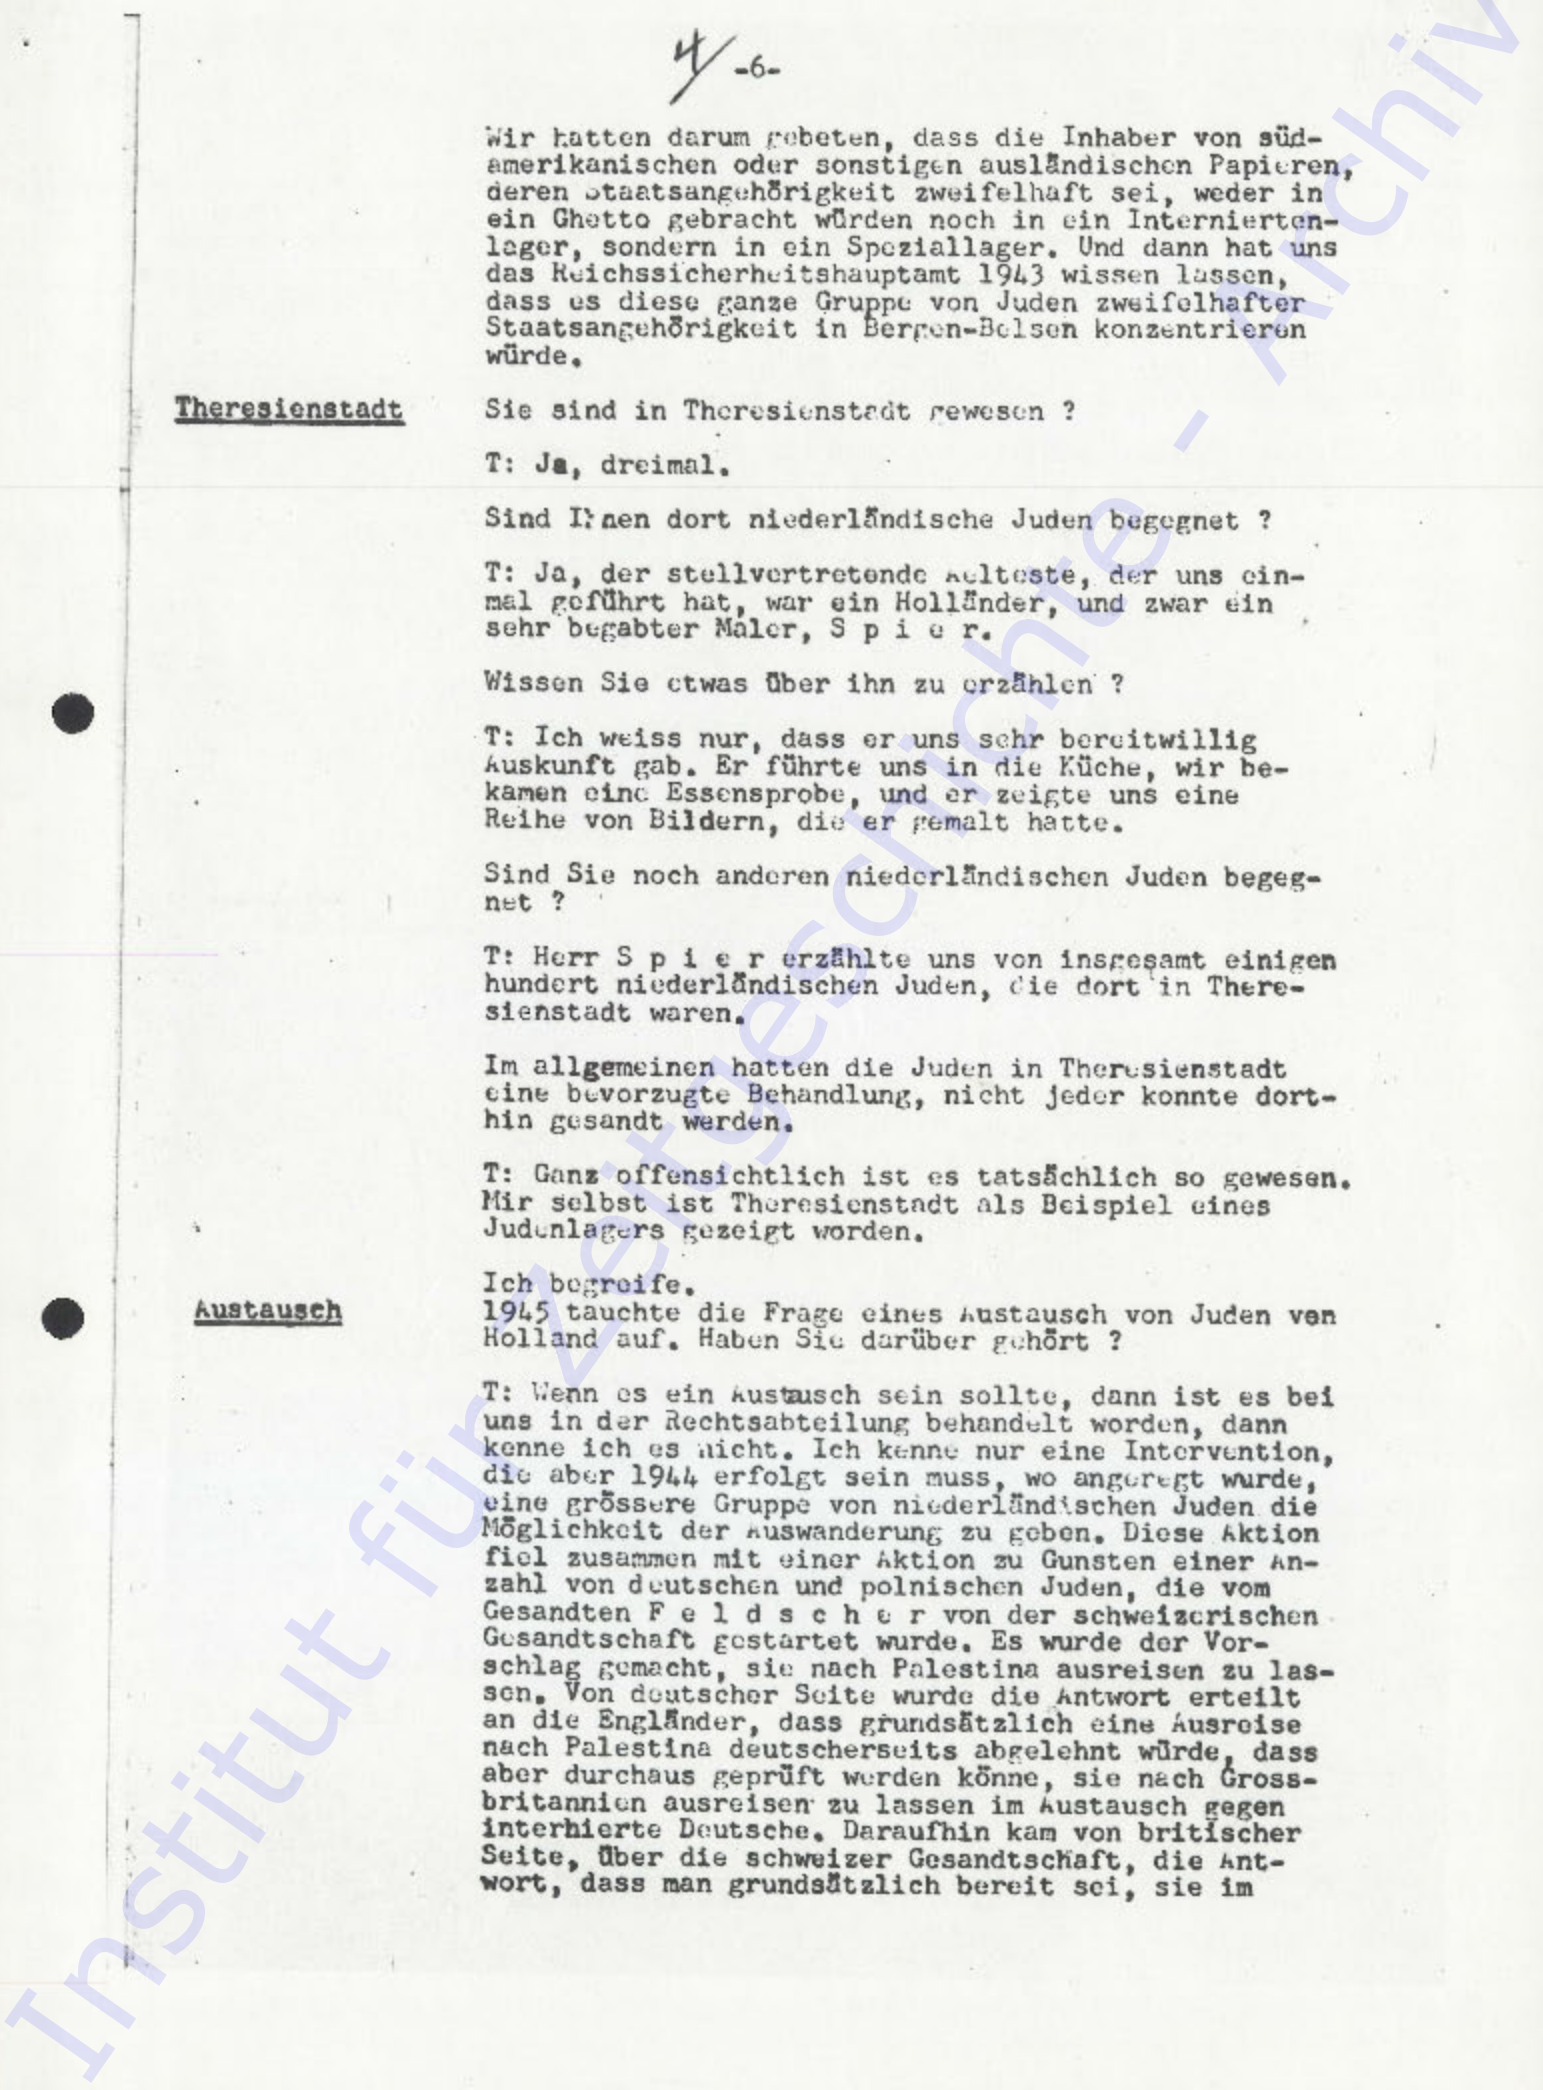 4/ -6-
Wir hatten darum gebeten, dass die Inhaber von süd-
amerikanischen oder sonstigen ausländischen Papieren,
deren Staatsangehörigkeit zweifelhaft sei, weder in
ein Ghetto gebracht würden noch in ein Internierten-
lager, sondern in ein Speziallager. Und dann hat uns
das Reichssicherheitshauptamt 1943 wissen lassen,
dass es diese ganze Gruppe von Juden zweifelhafter
Staatsangehörigkeit in Bergen-Belsen konzentrieren
würde.
Theresienstadt
Sie sind in Theresienstadt gewesen ?
T: Ja, dreimal.
Sind Ihnen dort niederländische Juden begegnet ?
T: Ja, der stellvertretende Aelteste, der uns ein-
mal geführt hat, war ein Holländer, und zwar ein
sehr begabter Maler, S p i e r.
Wissen Sie etwas über ihn zu erzählen ?
T: Ich weiss nur, dass er uns sehr bereitwillig
Auskunft gab. Er führte uns in die Küche, wir be-
kamen eine Essensprobe, und er zeigte uns eine
Reihe von Bildern, die er gemalt hatte.
Sind Sie noch anderen niederländischen Juden begeg-
net ?
T: Herr S p i e r erzählte uns von insgesamt einigen
hundert niederländischen Juden, die dort in There-
sienstadt waren.
Im allgemeinen hatten die Juden in Theresienstadt
eine bevorzugte Behandlung, nicht jeder konnte dort-
hin gesandt werden.
T: Ganz offensichtlich ist es tatsächlich so gewesen.
Mir selbst ist Theresienstadt als Beispiel eines
Judenlagers gezeigt worden.
Ich begreife.
Austausch
1945 tauchte die Frage eines Austausch von Juden von
Holland auf. Haben Sie darüber gehört ?
T: Wenn es ein Austausch sein sollte, dann ist es bei
uns in der Rechtsabteilung behandelt worden, dann
kenne ich es nicht. Ich kenne nur eine Intervention,
die aber 1944 erfolgt sein muss, wo angeregt wurde,
eine grössere Gruppe von niederländischen Juden die
Möglichkeit der Auswanderung zu geben. Diese Aktion
fiel zusammen mit einer Aktion zu Gunsten einer An-
zahl von deutschen und polnischen Juden, die vom
Gesandten F e l d s c h e r von der schweizerischen
Gesandtschaft gestartet wurde. Es wurde der Vor-
schlag gemacht, sie nach Palestina ausreisen zu las-
sen. Von deutscher Seite wurde die Antwort erteilt
an die Engländer, dass grundsätzlich eine Ausreise
nach Palestina deutscherseits abgelehnt würde, dass
aber durchaus geprüft werden könne, sie nach Gross-
britannien ausreisen zu lassen im Austausch gegen
internierte Deutsche. Daraufhin kam von britischer
Seite, über die schweizer Gesandtschaft, die Ant-
wort, dass man grundsätzlich bereit sei, sie im
Institut für Zeitgeschichte - Archiv